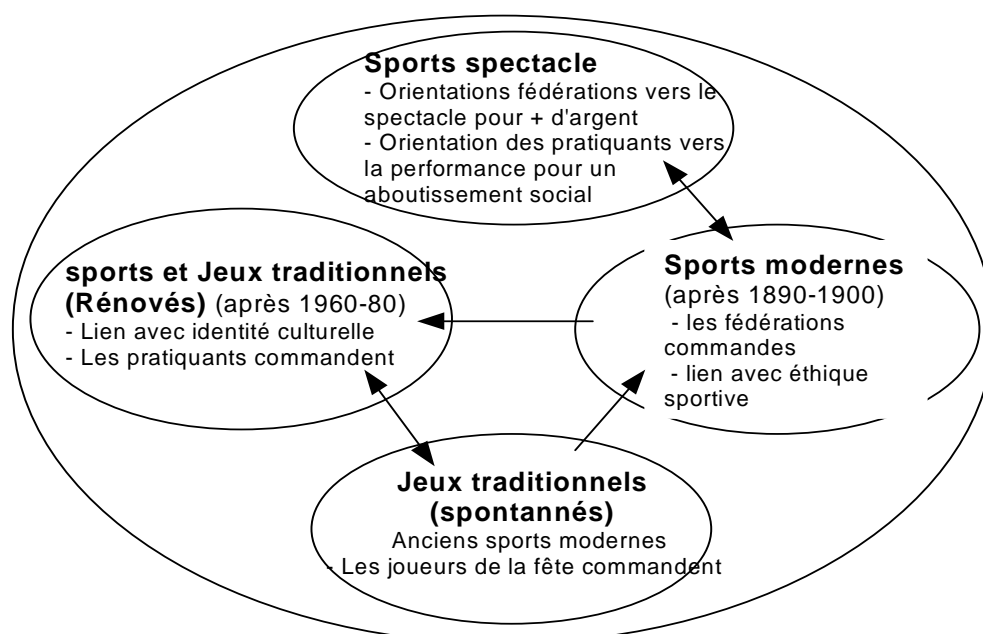 Sports spectacle
- Orientations fédérations vers le
spectacle pour + d'argent
- Orientation des pratiquants vers
la performance pour un
aboutissement social
sports et Jeux traditionnels
(Rénovés) (après 1960-80)
- Lien avec identité culturelle
- Les pratiquants commandent
Sports modernes
(après 1890-1900)
- les fédérations
commandes
- lien avec éthique
sportive
Jeux traditionnels
(spontannés)
Anciens sports modernes
- Les joueurs de la fête commandent